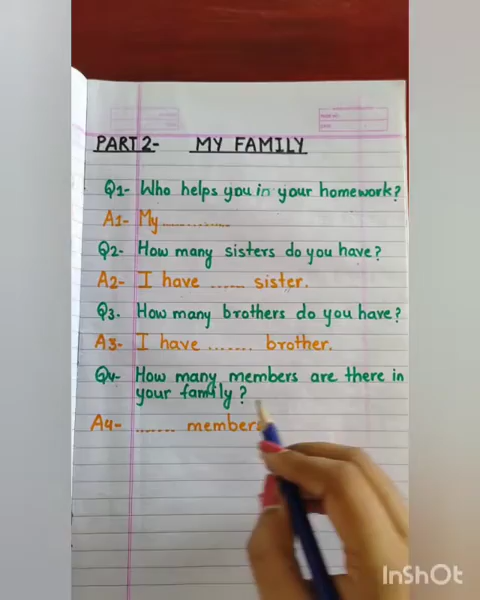 PART 2- MY FAMILY
Q1- Who helps you in your homework?
A1- My .............
Q2- How many sisters do you have?
A2- I have ...... sister.
Q3. How many brothers do you have?
A3- I have ....... brother.
Q4- How many members are there in
your family?
A4- ....... members
InShOt